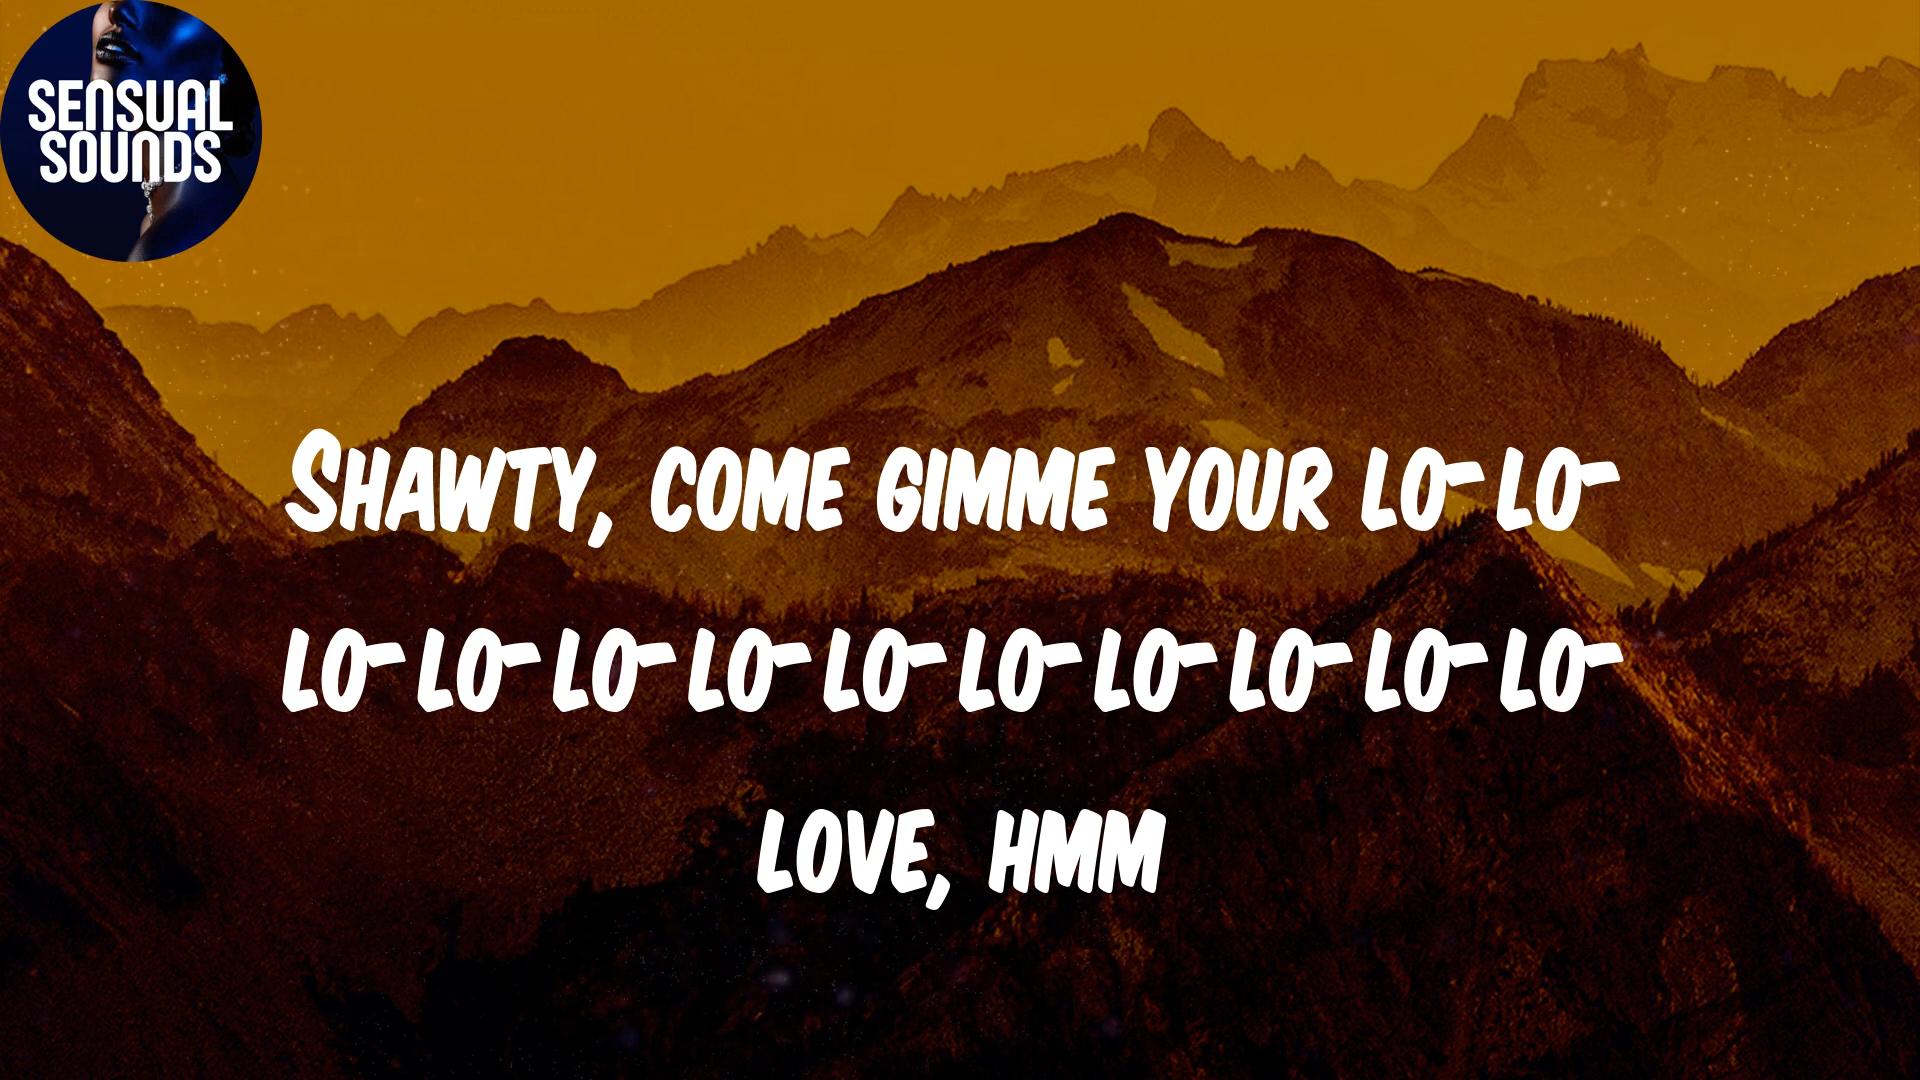 SENSUAL
SOUNDS
Shawty, come gimme your lo-lo-
lo-lo-lo-lo-lo-lo-lo-lo-lo-lo-
love, hmm